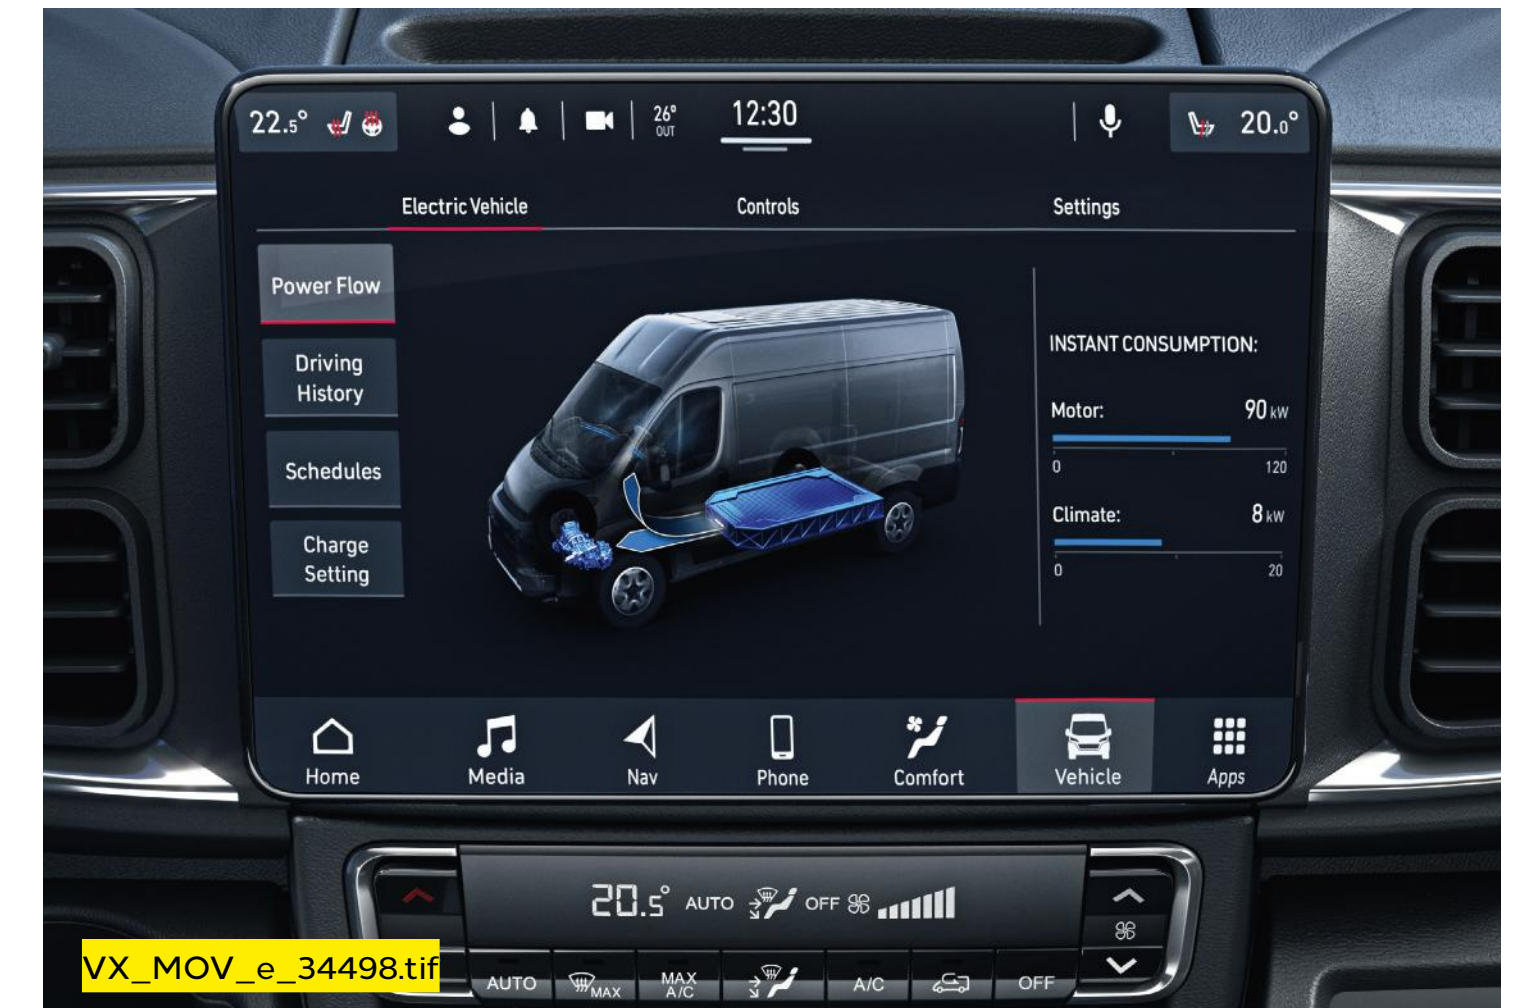 22.5°
26°
OUT
12:30
20.0°
Electric Vehicle
Controls
Settings
Power Flow
Driving
History
Schedules
Charge
Setting
INSTANT CONSUMPTION:
Motor: 90 kW
0 120
Climate: 8 kW
0 20
Home
Media
Nav
Phone
Comfort
Vehicle
Apps
20.5° AUTO OFF
AUTO
MAX
MAX
A/C
A/C
OFF
VX_MOV_e_34498.tif